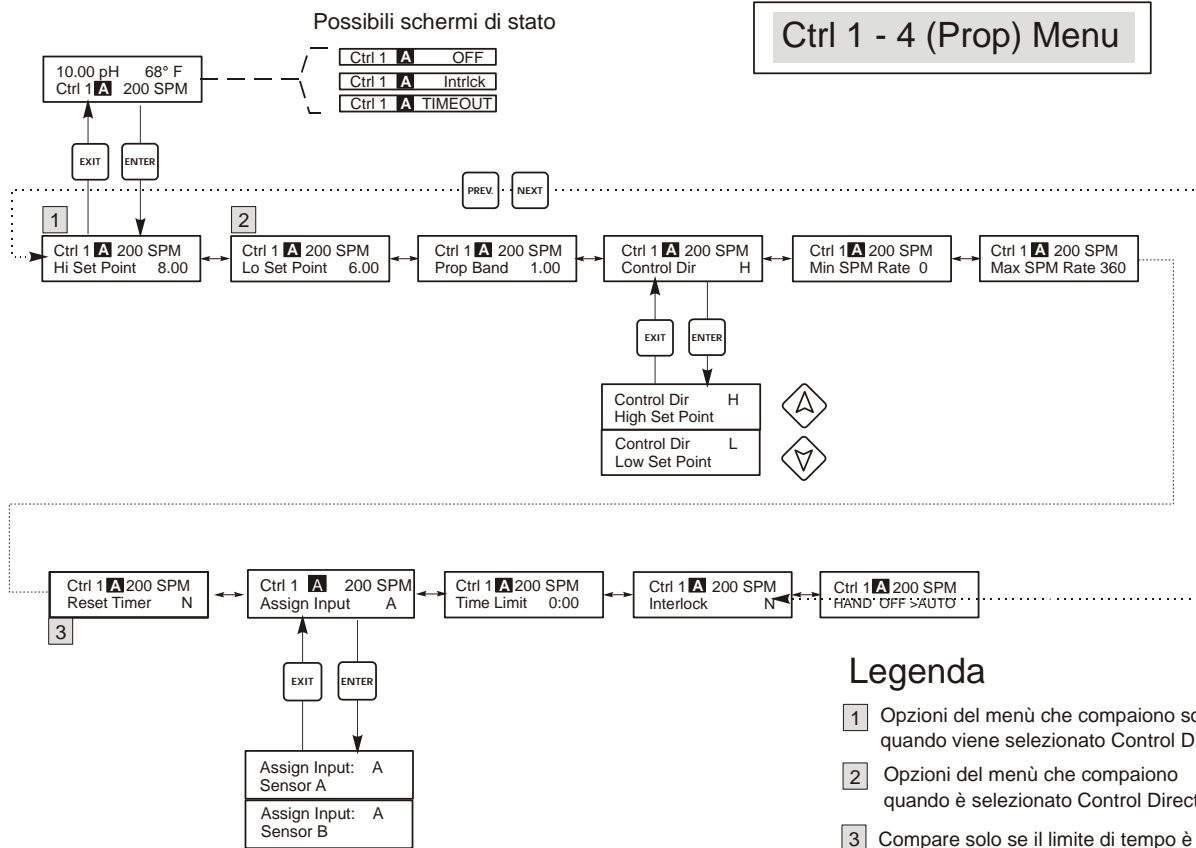 Possibili schermi di stato
Ctrl 1 - 4 (Prop) Menu
10.00 pH 68° F
Ctrl 1 A 200 SPM
Ctrl 1 A OFF
Ctrl 1 A Intrlck
Ctrl 1 A TIMEOUT
EXIT
ENTER
PREV.
NEXT
1
2
Ctrl 1 A 200 SPM
Hi Set Point 8.00
Ctrl 1 A 200 SPM
Lo Set Point 6.00
Ctrl 1 A 200 SPM
Prop Band 1.00
Ctrl 1 A 200 SPM
Control Dir H
Ctrl 1 A 200 SPM
Min SPM Rate 0
Ctrl 1 A 200 SPM
Max SPM Rate 360
EXIT
ENTER
Control Dir H
High Set Point
Control Dir L
Low Set Point
Ctrl 1 A 200 SPM
Reset Timer N
Ctrl 1 A 200 SPM
Assign Input A
Ctrl 1 A 200 SPM
Time Limit 0:00
Ctrl 1 A 200 SPM
Interlock N
Ctrl 1 A 200 SPM
HAND OFF >AUTO
3
EXIT
ENTER
Assign Input: A
Sensor A
Assign Input: A
Sensor B
Legenda
1 Opzioni del menù che compaiono
quando viene selezionato Control
2 Opzioni del menù che compaiono
quando è selezionato Control
3 Compare solo se il limite di tempo è